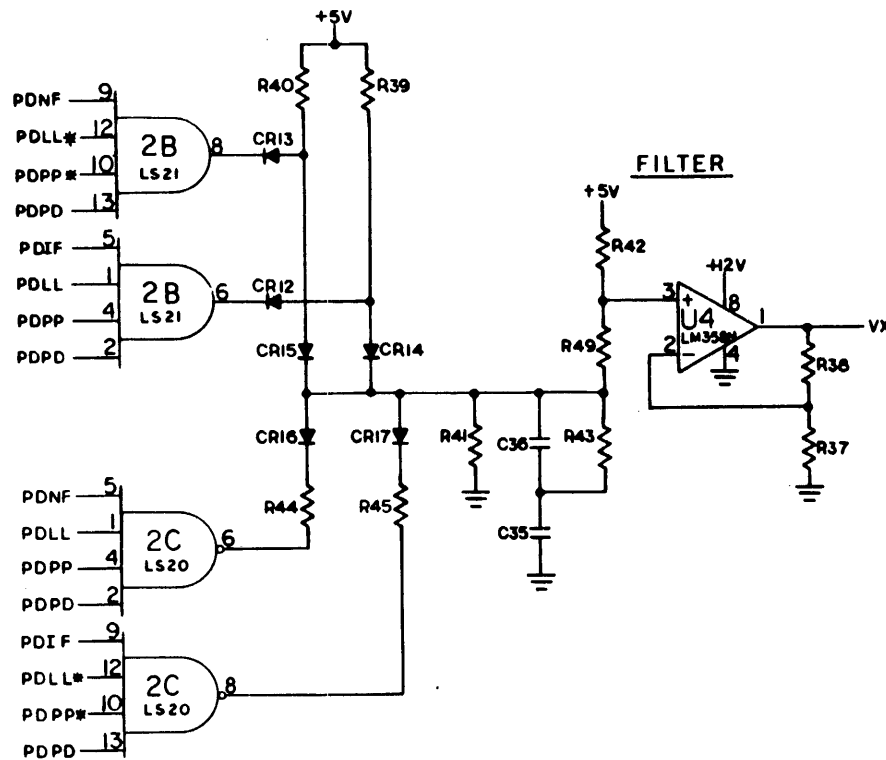 +5V
R40
R39
PDNF 9
PDLL* 12
PDPP* 10
PDPD 13
2B
LS21
8
CR13
PDIF 5
PDLL 1
PDPP 4
PDPD 2
2B
LS21
6
CR12
CR15
CR14
FILTER
+5V
R42
R49
+12V
3
+
8
1
U4
LM358N
2
-
4
VX
R38
R37
CR16
CR17
R41
C36
R43
R44
R45
C35
PDNF 5
PDLL 1
PDPP 4
PDPD 2
2C
LS20
6
PDIF 9
PDLL* 12
PDPP* 10
PDPD 13
2C
LS20
8